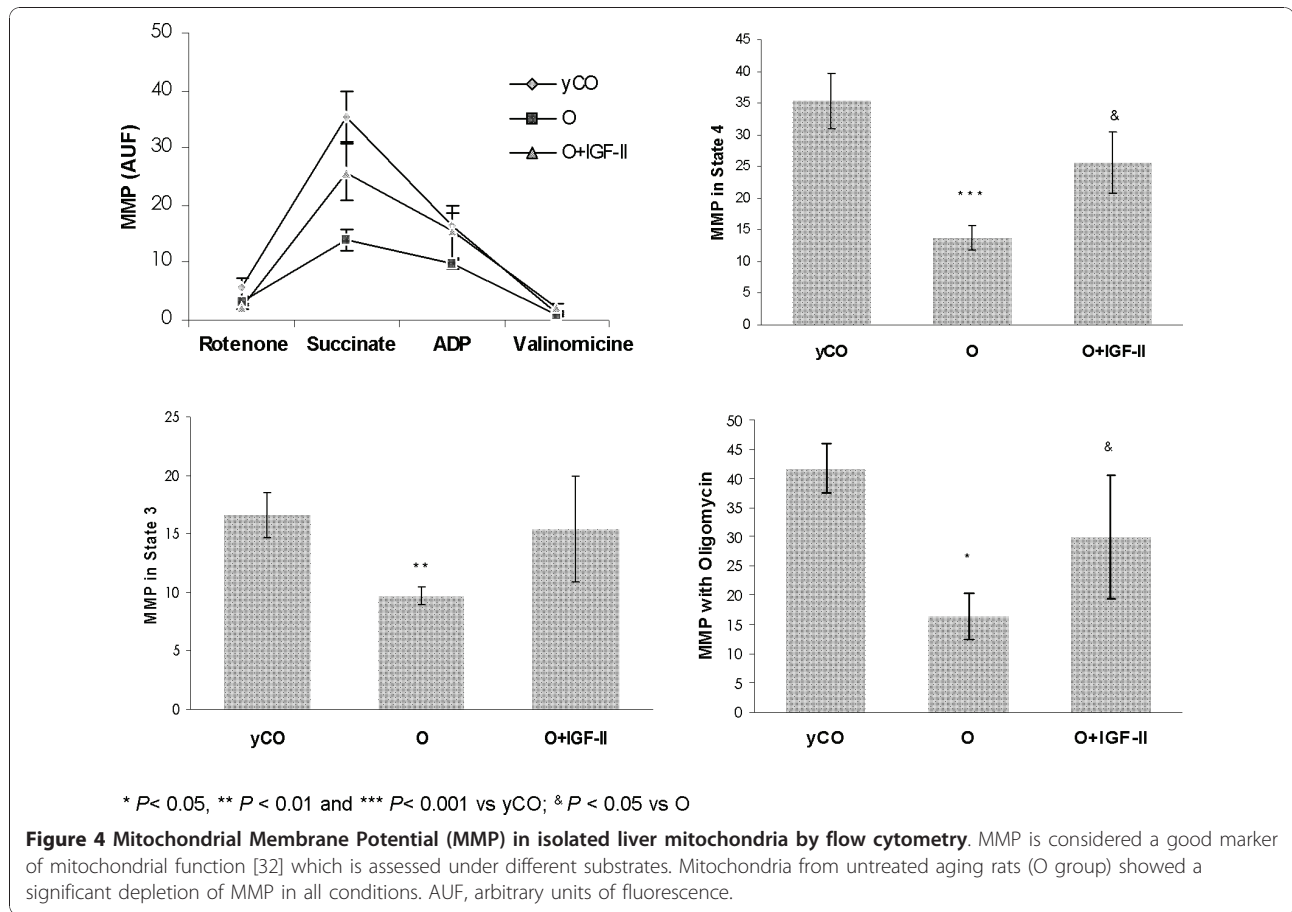 50
40
30
20
10
0
MMP (AUF)
yCO
O
O+IGF-II
Rotenone Succinate ADP Valinomicine
45
40
35
30
25
20
15
10
5
0
MMP in State 4
***
&
yCO O O+IGF-II
25
20
15
10
5
0
MMP in State 3
**
yCO O O+IGF-II
50
45
40
35
30
25
20
15
10
5
0
MMP with Oligomycin
*
&
yCO O O+IGF-II
* P< 0.05, ** P < 0.01 and *** P< 0.001 vs yCO; & P < 0.05 vs O
Figure 4 Mitochondrial Membrane Potential (MMP) in isolated liver mitochondria by flow cytometry. MMP is considered a good marker
of mitochondrial function [32] which is assessed under different substrates. Mitochondria from untreated aging rats (O group) showed a
significant depletion of MMP in all conditions. AUF, arbitrary units of fluorescence.